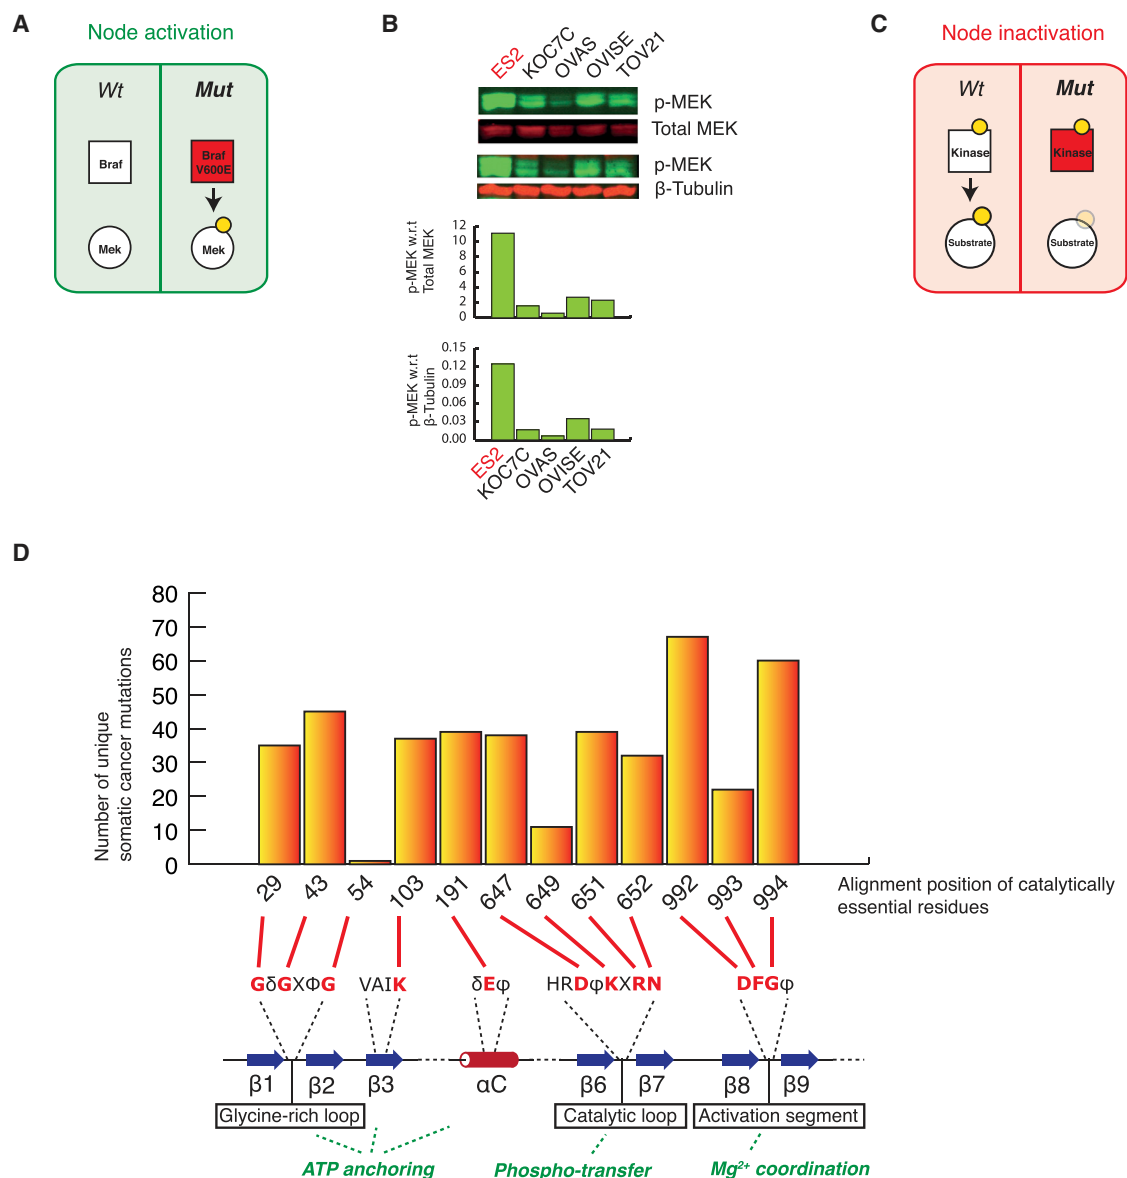 A
Node activation
Wt
Mut
Braf
Braf
V600E
Mek
Mek
B
ES2
KOC7C
OVAS
OVISE
TOV21
p-MEK
Total MEK
p-MEK
β-Tubulin
p-MEK w.r.t
Total MEK
12
10
8
6
4
2
0
p-MEK w.r.t
β-Tubulin
0.15
0.12
0.09
0.06
0.03
0.00
ES2
KOC7C
OVAS
OVISE
TOV21
C
Node inactivation
Wt
Mut
Kinase
Kinase
Substrate
Substrate
D
Number of unique
somatic cancer mutations
80
70
60
50
40
30
20
10
0
29
43
54
103
191
647
649
651
652
992
993
994
Alignment position of catalytically
essential residues
GδGXΦG
VAIK
δEφ
HRDφKXRN
DFGφ
β1
β2
β3
αC
β6
β7
β8
β9
Glycine-rich loop
Catalytic loop
Activation segment
ATP anchoring
Phospho-transfer
Mg²⁺ coordination